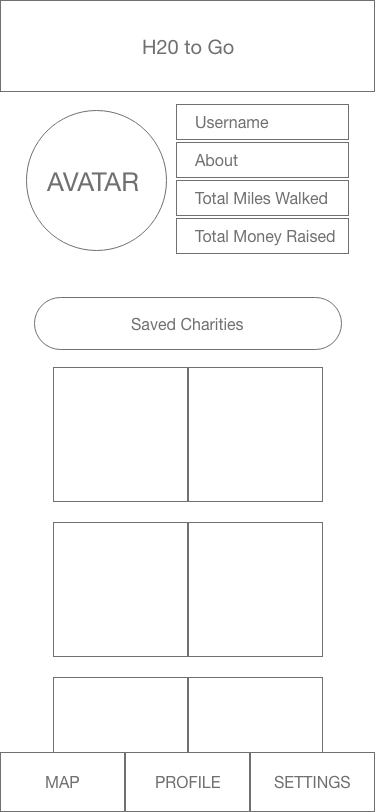 H20 to Go
AVATAR
Username
About
Total Miles Walked
Total Money Raised
Saved Charities
MAP
PROFILE
SETTINGS